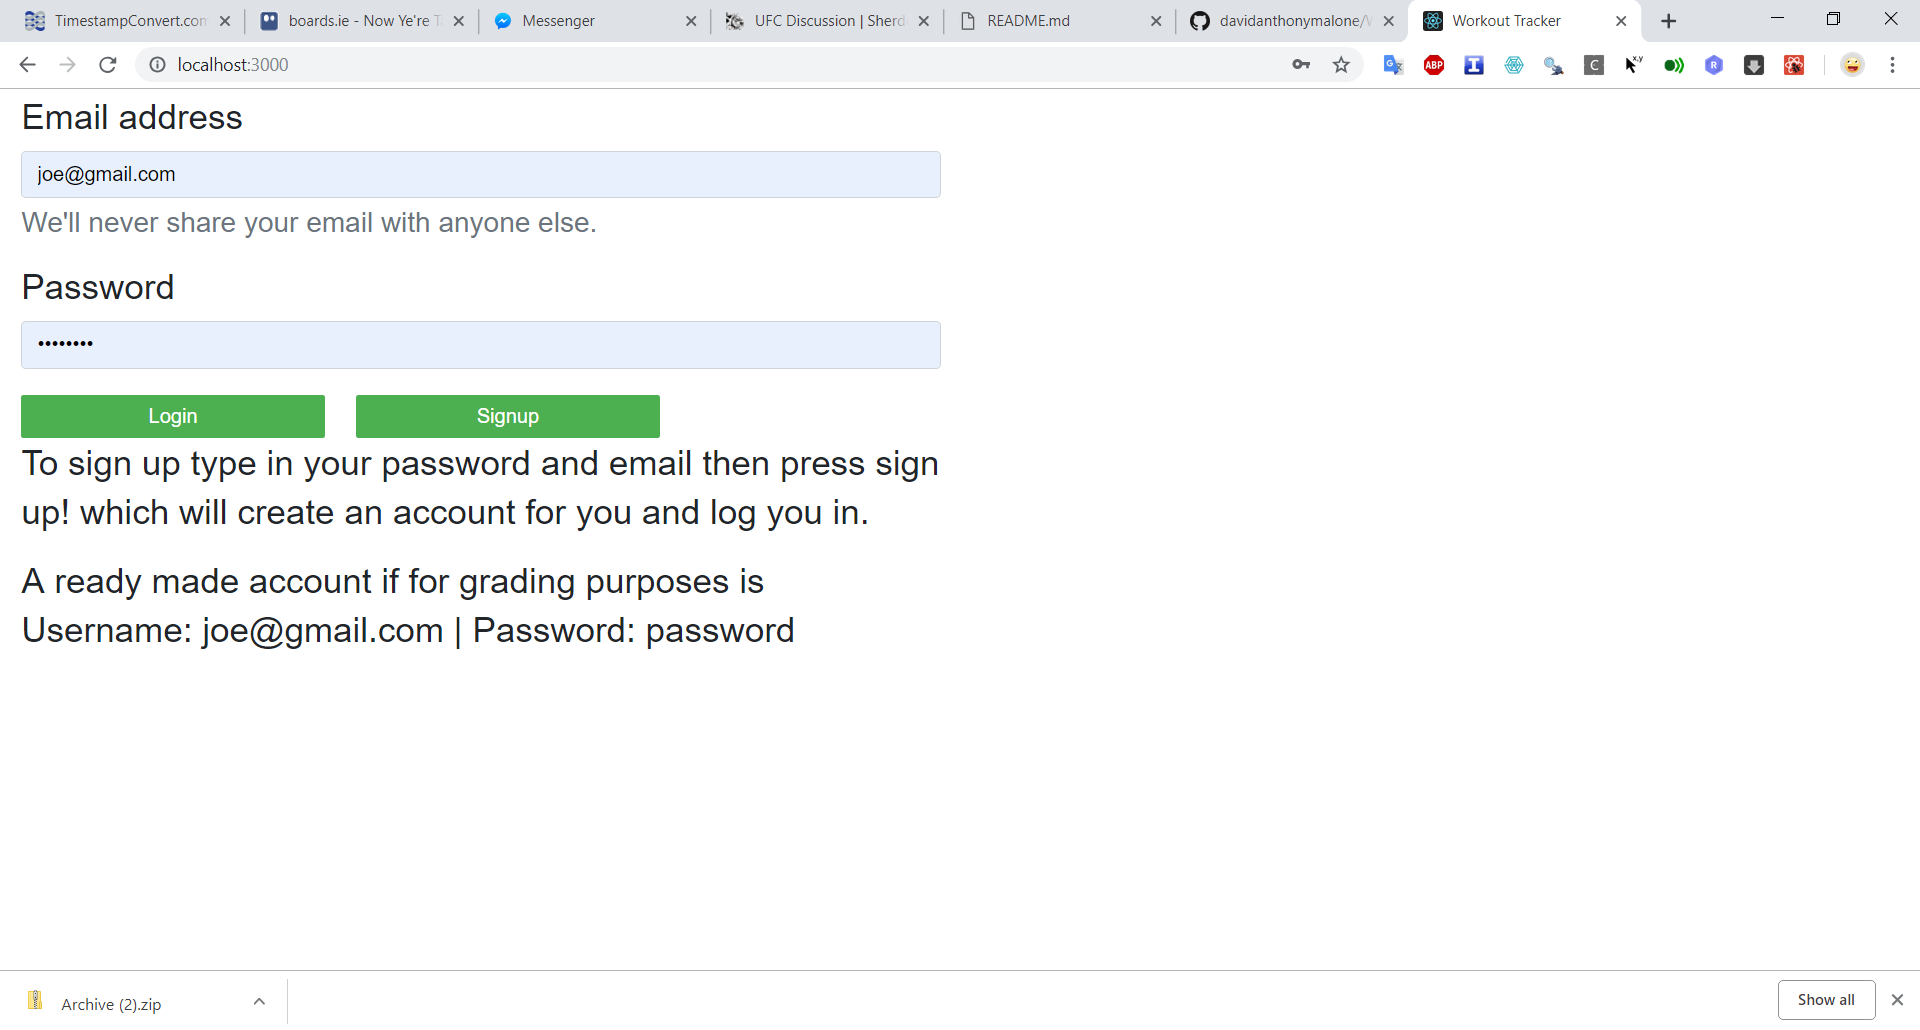 TimestampConvert.com
boards.ie - Now Ye're T
Messenger
UFC Discussion | Sherd
README.md
davidanthonymalone/
Workout Tracker
localhost:3000
ABP
x,y
C
R
Email address
joe@gmail.com
We'll never share your email with anyone else.
Password
••••••••
Login Signup
To sign up type in your password and email then press sign
up! which will create an account for you and log you in.
A ready made account if for grading purposes is
Username: joe@gmail.com | Password: password
Archive (2).zip
Show all